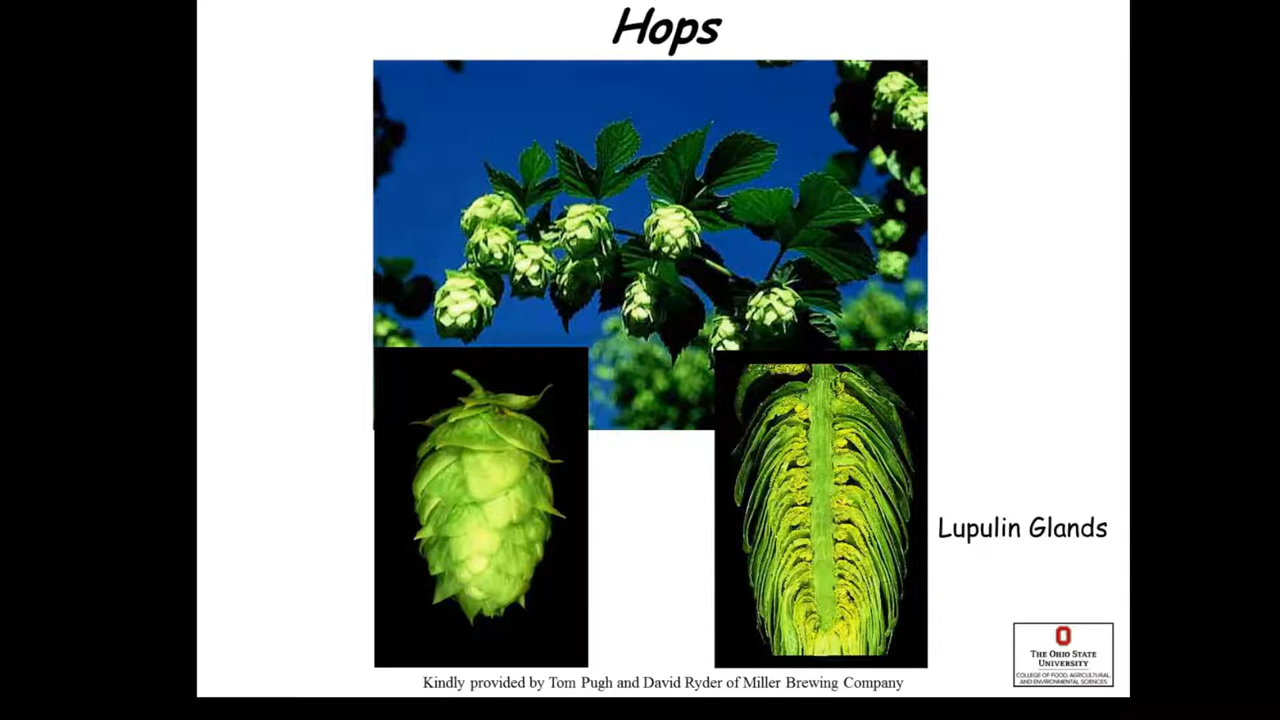 Hops
Lupulin Glands
THE OHIO STATE
UNIVERSITY
COLLEGE OF FOOD, AGRICULTURAL,
AND ENVIRONMENTAL SCIENCES
Kindly provided by Tom Pugh and David Ryder of Miller Brewing Company